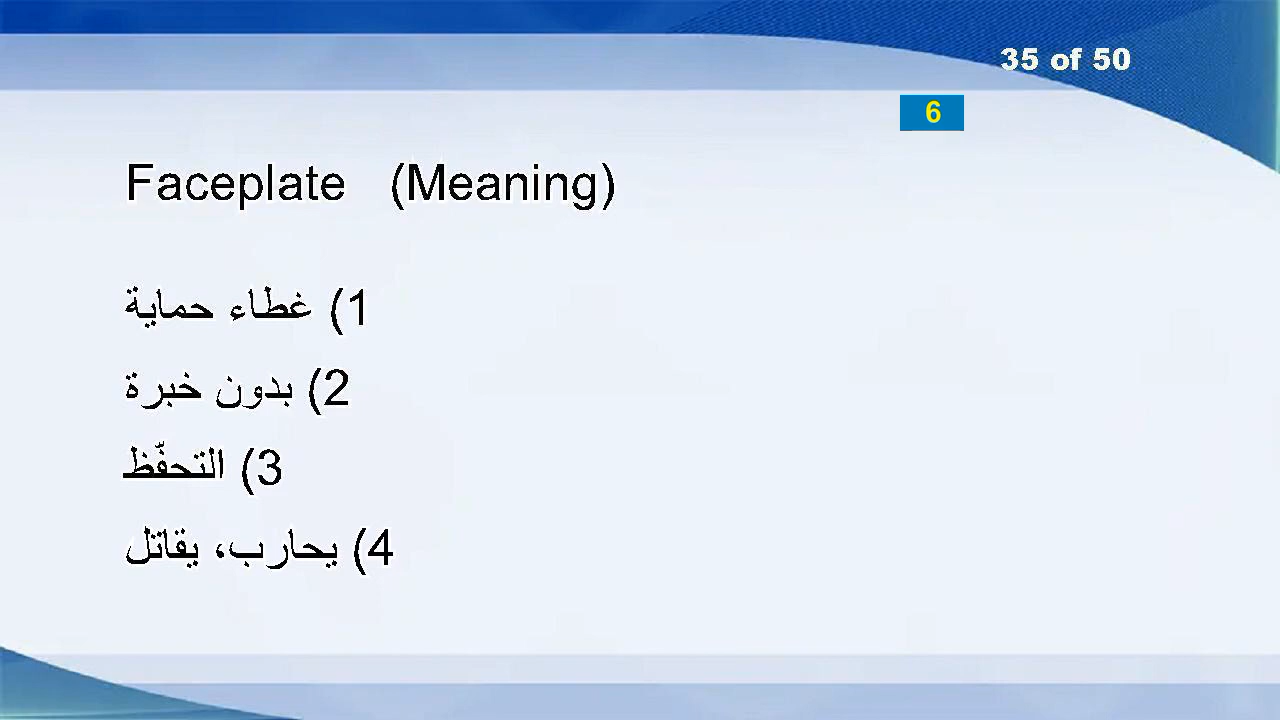 35 of 50
6
Faceplate (Meaning)
1) غطاء حماية
2) بدون خبرة
3) التحفّظ
4) يحارب، يقاتل